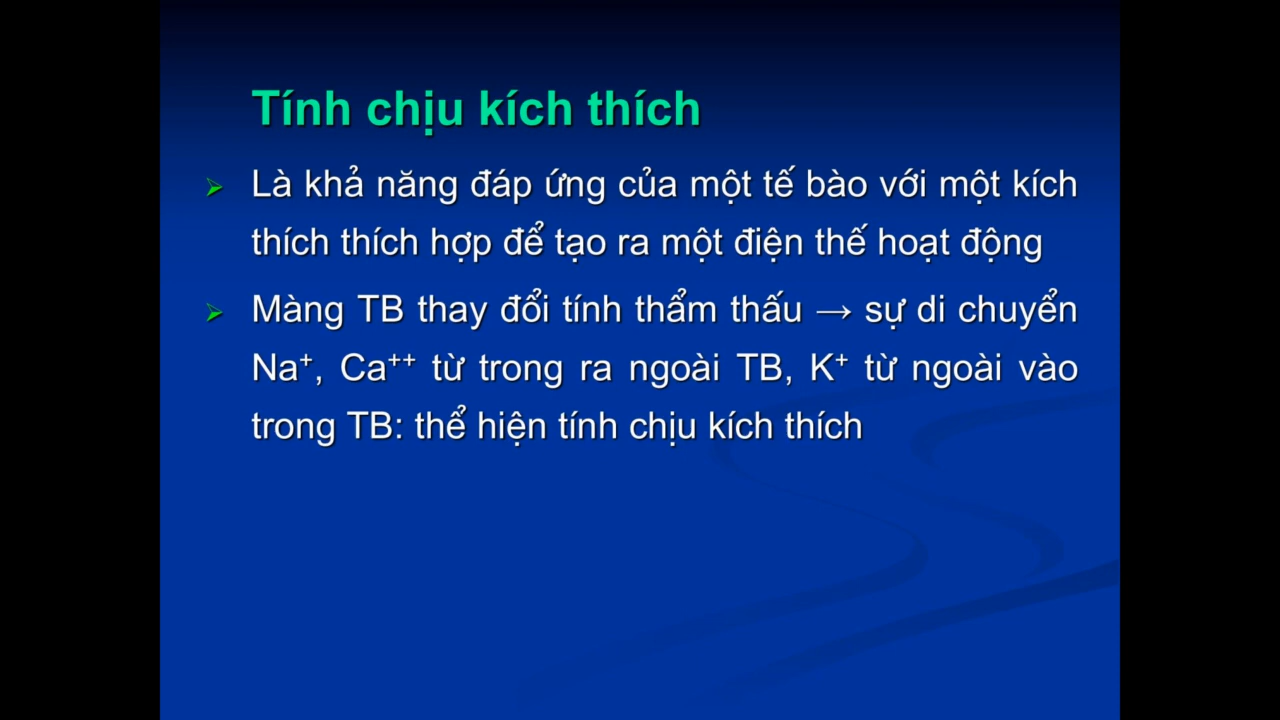 Tính chịu kích thích
Là khả năng đáp ứng của một tế bào với một kích
thích thích hợp để tạo ra một điện thế hoạt động
Màng TB thay đổi tính thẩm thấu → sự di chuyển
Na⁺, Ca⁺⁺ từ trong ra ngoài TB, K⁺ từ ngoài vào
trong TB: thể hiện tính chịu kích thích